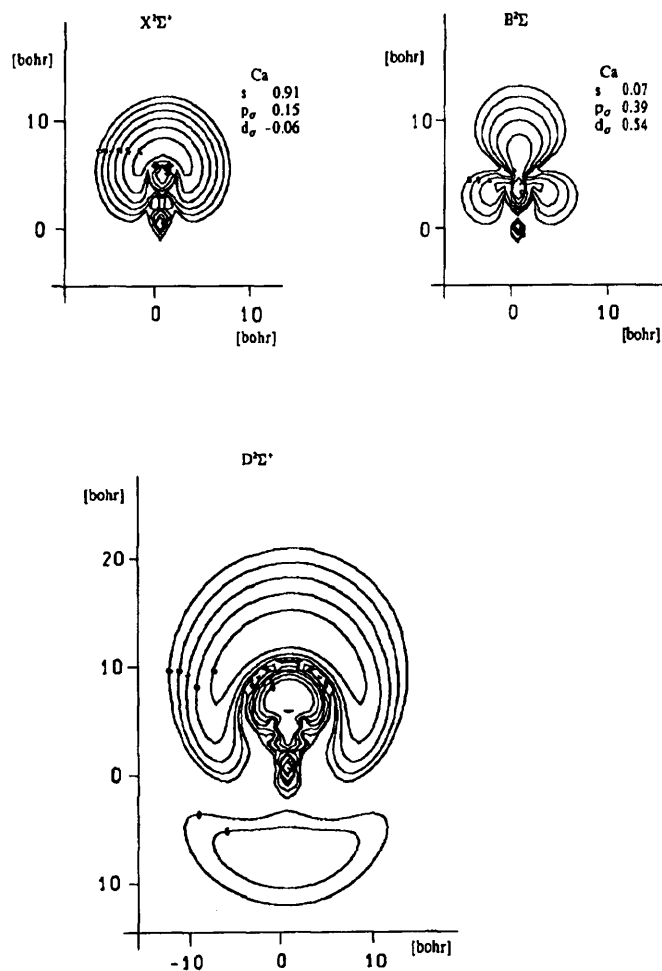 X²Σ⁺
[bohr]
Ca
s 0.91
pσ 0.15
dσ -0.06
10
0
0
10
[bohr]
B²Σ
[bohr]
Ca
s 0.07
pσ 0.39
dσ 0.54
10
0
0
10
[bohr]
D²Σ⁺
[bohr]
20
10
0
10
-10
0
10
[bohr]